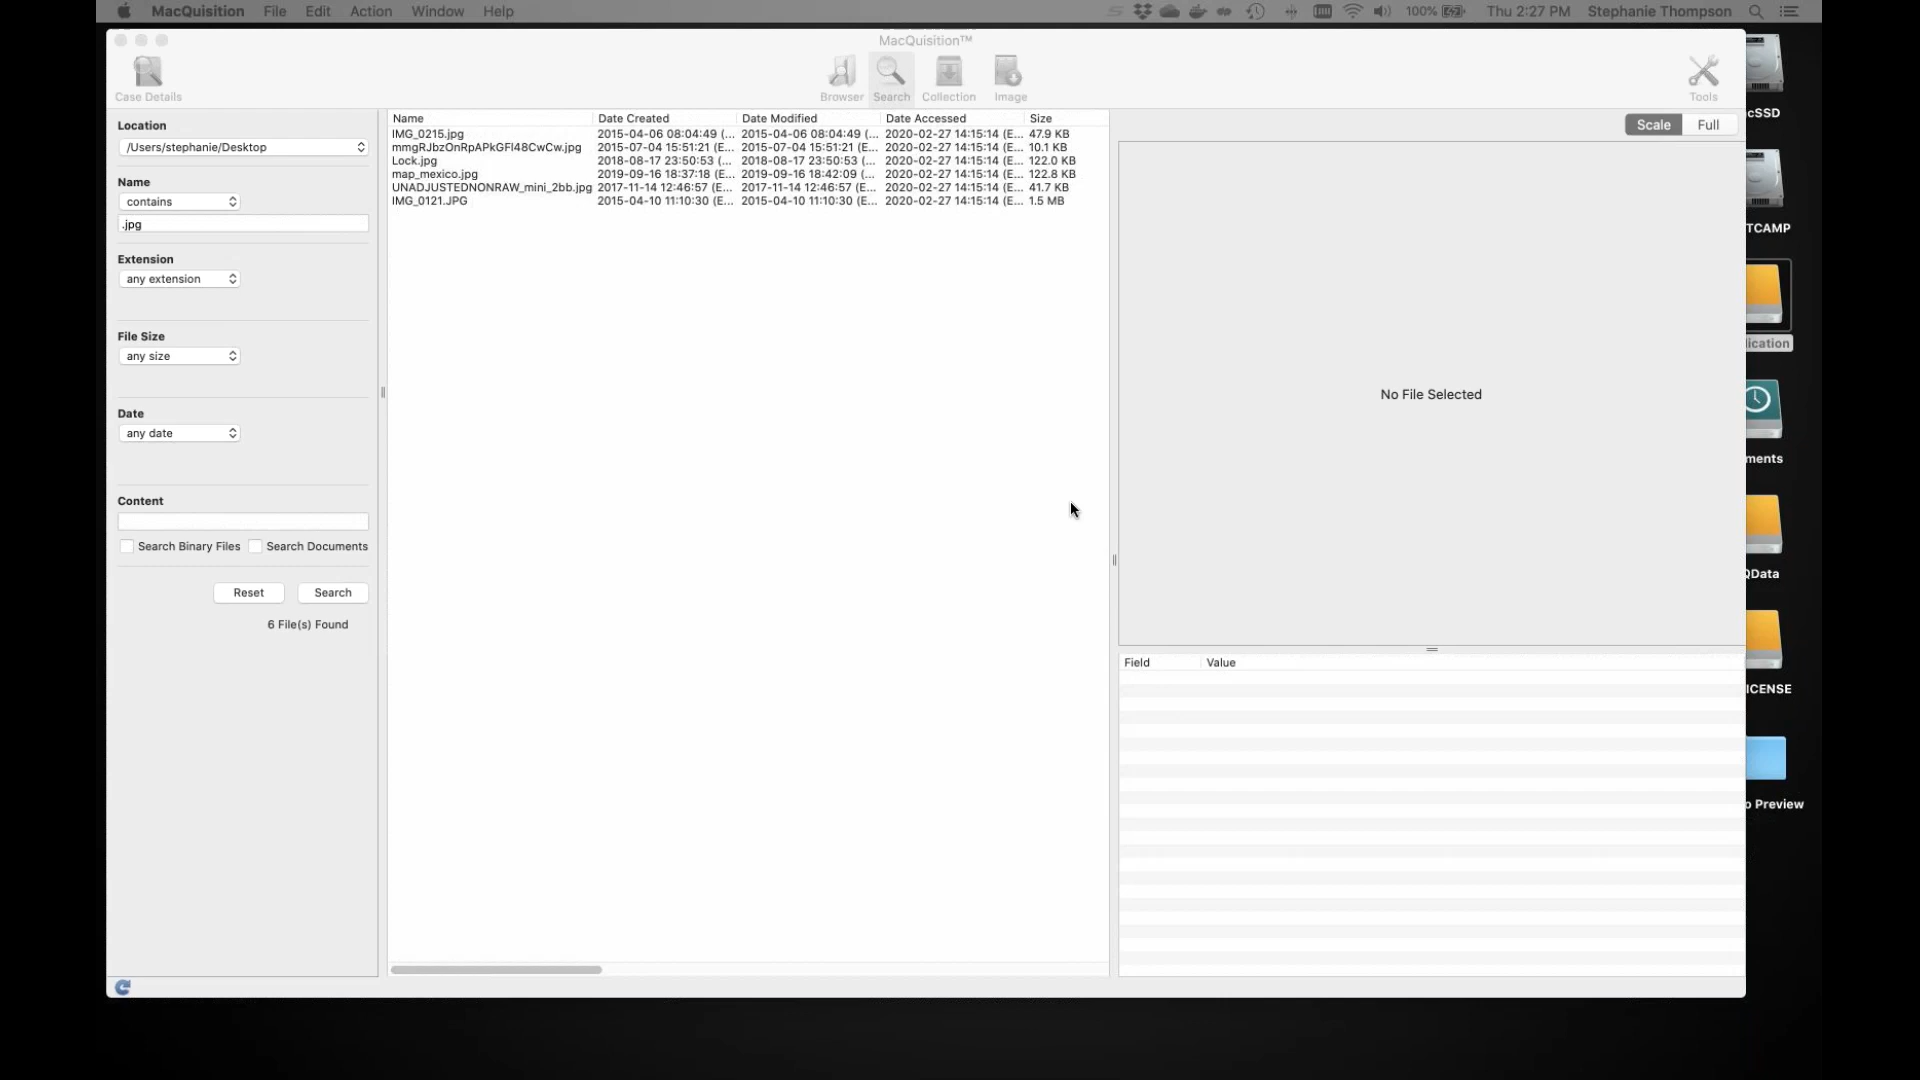 MacQuisition File Edit Action Window Help 100% Thu 2:27 PM Stephanie Thompson
MacQuisition™
Case Details Browser Search Collection Image Tools
Location
/Users/stephanie/Desktop
Name
contains
.jpg
Extension
any extension
File Size
any size
Date
any date
Content
Search Binary Files Search Documents
Reset Search
6 File(s) Found
Name Date Created Date Modified Date Accessed Size
IMG_0215.jpg 2015-04-06 08:04:49 (... 2015-04-06 08:04:49 (... 2020-02-27 14:15:14 (E... 47.9 KB
mmgRJbzOnRpAPkGFl48CwCw.jpg 2015-07-04 15:51:21 (E... 2015-07-04 15:51:21 (E... 2020-02-27 14:15:14 (E... 10.1 KB
Lock.jpg 2018-08-17 23:50:53 (... 2018-08-17 23:50:53 (... 2020-02-27 14:15:14 (E... 122.0 KB
map_mexico.jpg 2019-09-16 18:37:18 (E... 2019-09-16 18:42:09 (... 2020-02-27 14:15:14 (E... 122.8 KB
UNADJUSTEDNONRAW_mini_2bb.jpg 2017-11-14 12:46:57 (E... 2017-11-14 12:46:57 (E... 2020-02-27 14:15:14 (E... 41.7 KB
IMG_0121.JPG 2015-04-10 11:10:30 (E... 2015-04-10 11:10:30 (E... 2020-02-27 14:15:14 (E... 1.5 MB
Scale Full
No File Selected
Field Value
cSSD
TCAMP
lication
ments
QData
ICENSE
o Preview